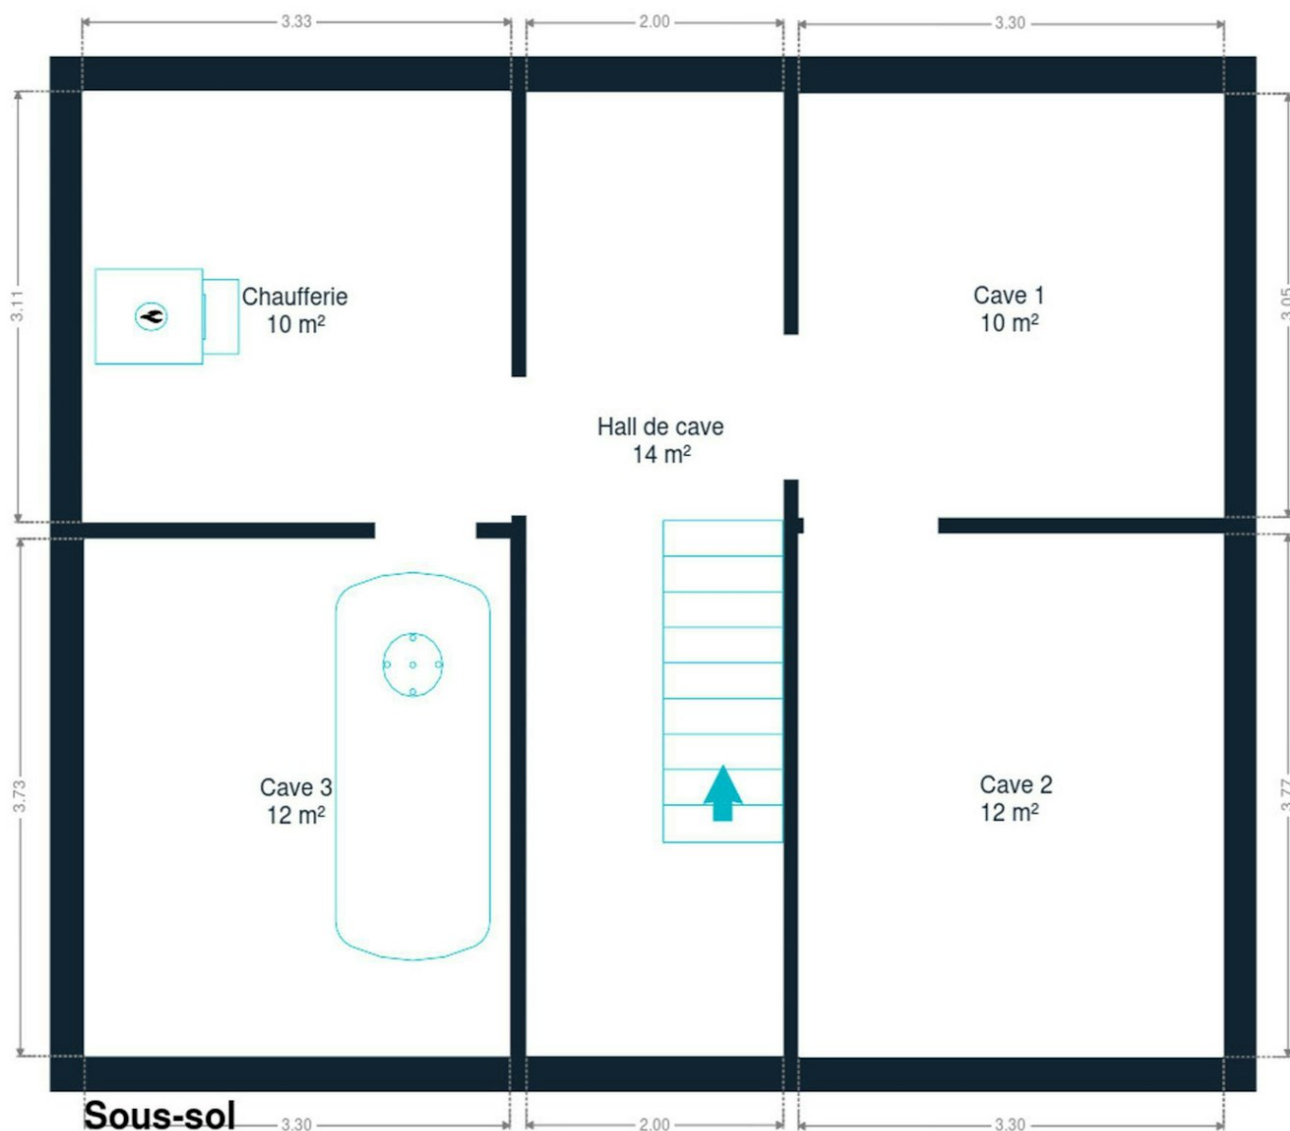 3.33
2.00
3.30
3.11
3.05
Chaufferie
10 m²
Cave 1
10 m²
Hall de cave
14 m²
3.73
3.77
Cave 3
12 m²
Cave 2
12 m²
Sous-sol
3.30
2.00
3.30